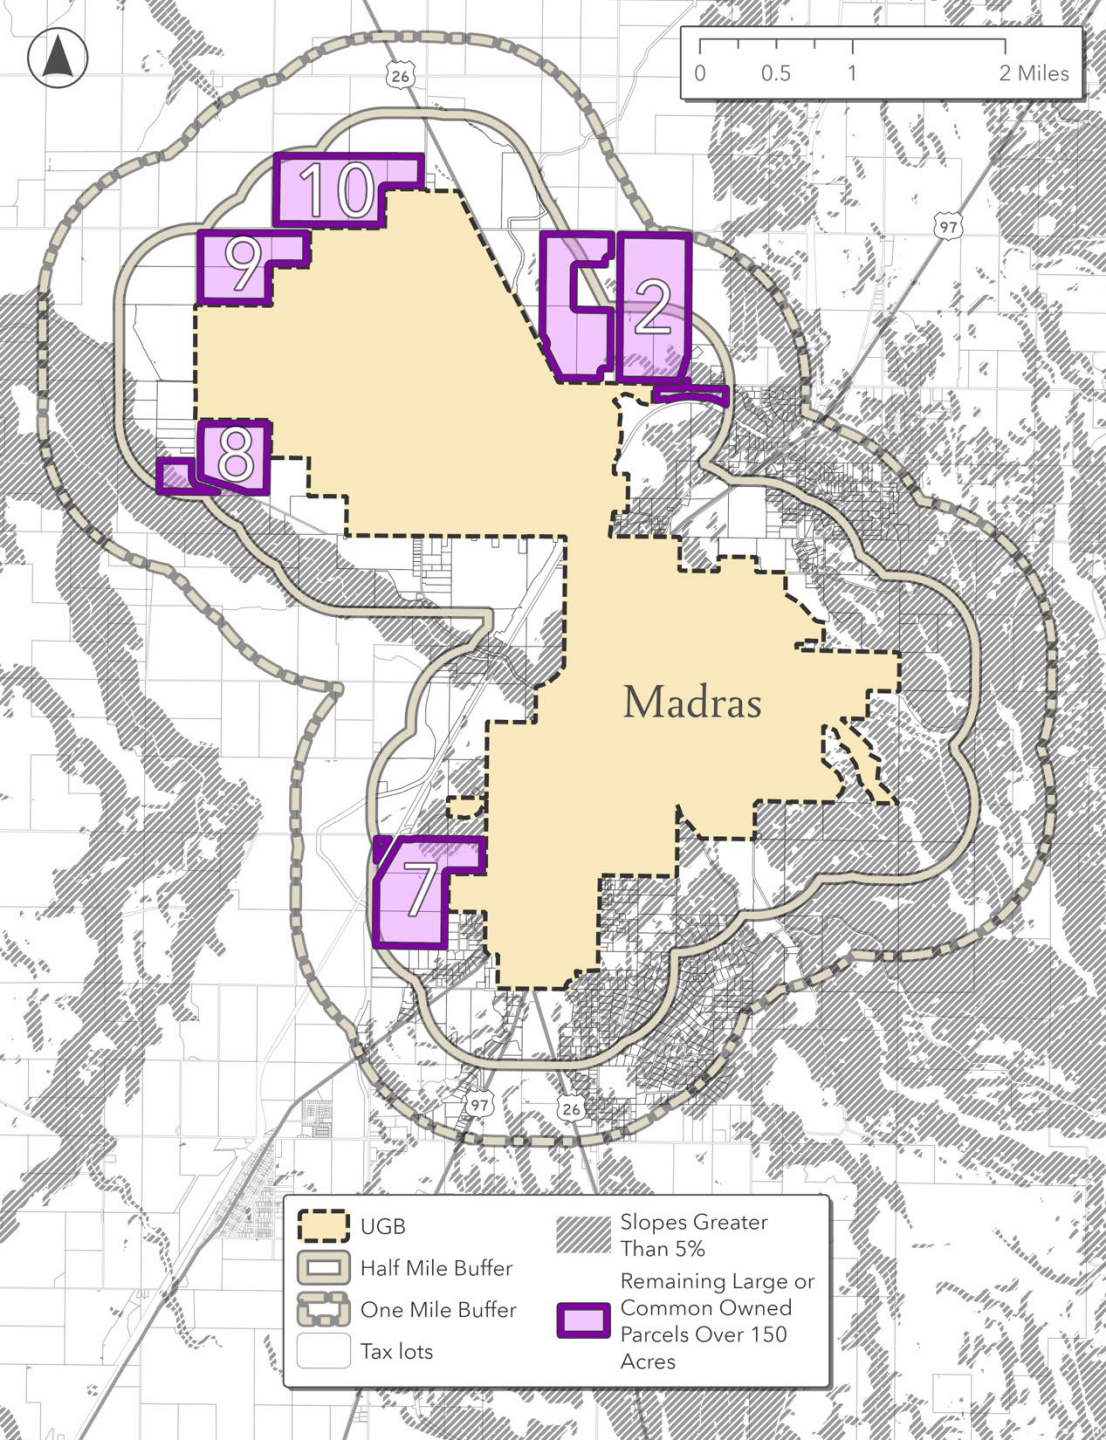 26
0
0.5
1
2 Miles
10
97
9
2
8
Madras
7
97
26
UGB
Half Mile Buffer
One Mile Buffer
Tax lots
Slopes Greater
Than 5%
Remaining Large or
Common Owned
Parcels Over 150
Acres